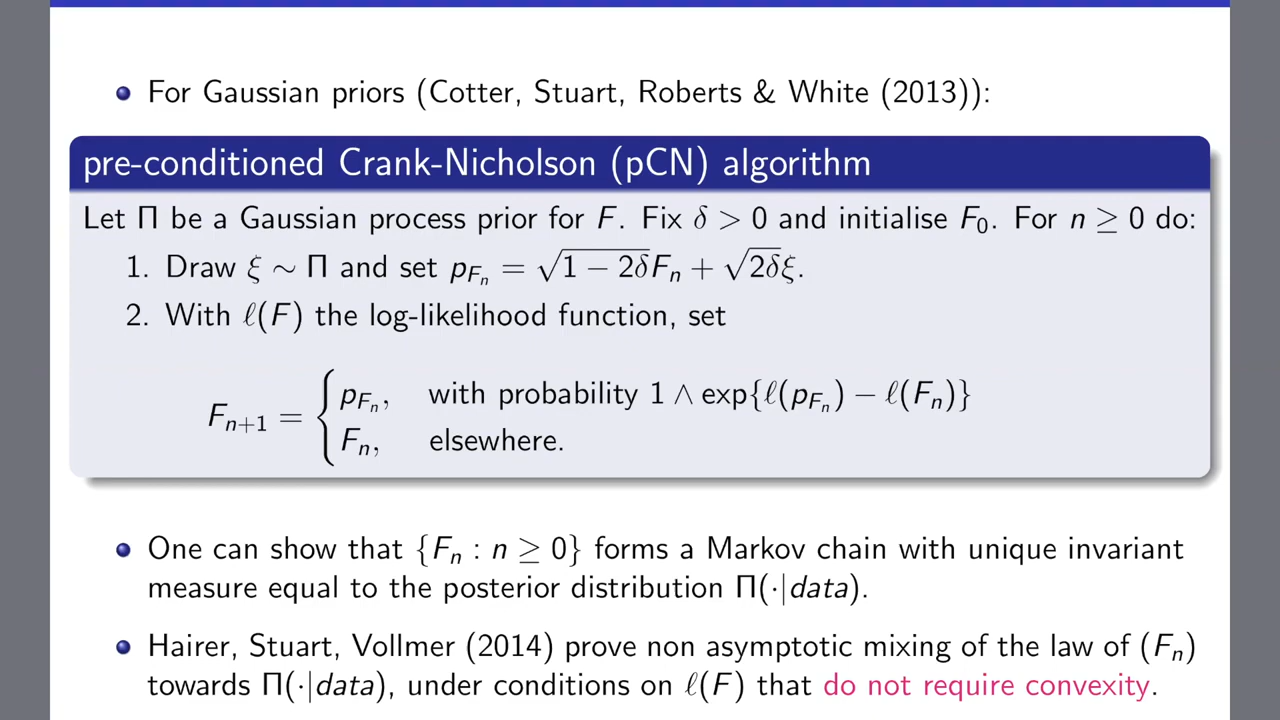 For Gaussian priors (Cotter, Stuart, Roberts & White (2013)):
pre-conditioned Crank-Nicholson (pCN) algorithm
Let Π be a Gaussian process prior for F. Fix δ > 0 and initialise F₀. For n ≥ 0 do:
1. Draw ξ ∼ Π and set p_{F_n} = √(1 − 2δ)F_n + √(2δ)ξ.
2. With ℓ(F) the log-likelihood function, set
F_{n+1} = { p_{F_n}, with probability 1 ∧ exp{ℓ(p_{F_n}) − ℓ(F_n)}
F_n, elsewhere.
One can show that {F_n : n ≥ 0} forms a Markov chain with unique invariant
measure equal to the posterior distribution Π(·|data).
Hairer, Stuart, Vollmer (2014) prove non asymptotic mixing of the law of (F_n)
towards Π(·|data), under conditions on ℓ(F) that do not require convexity.